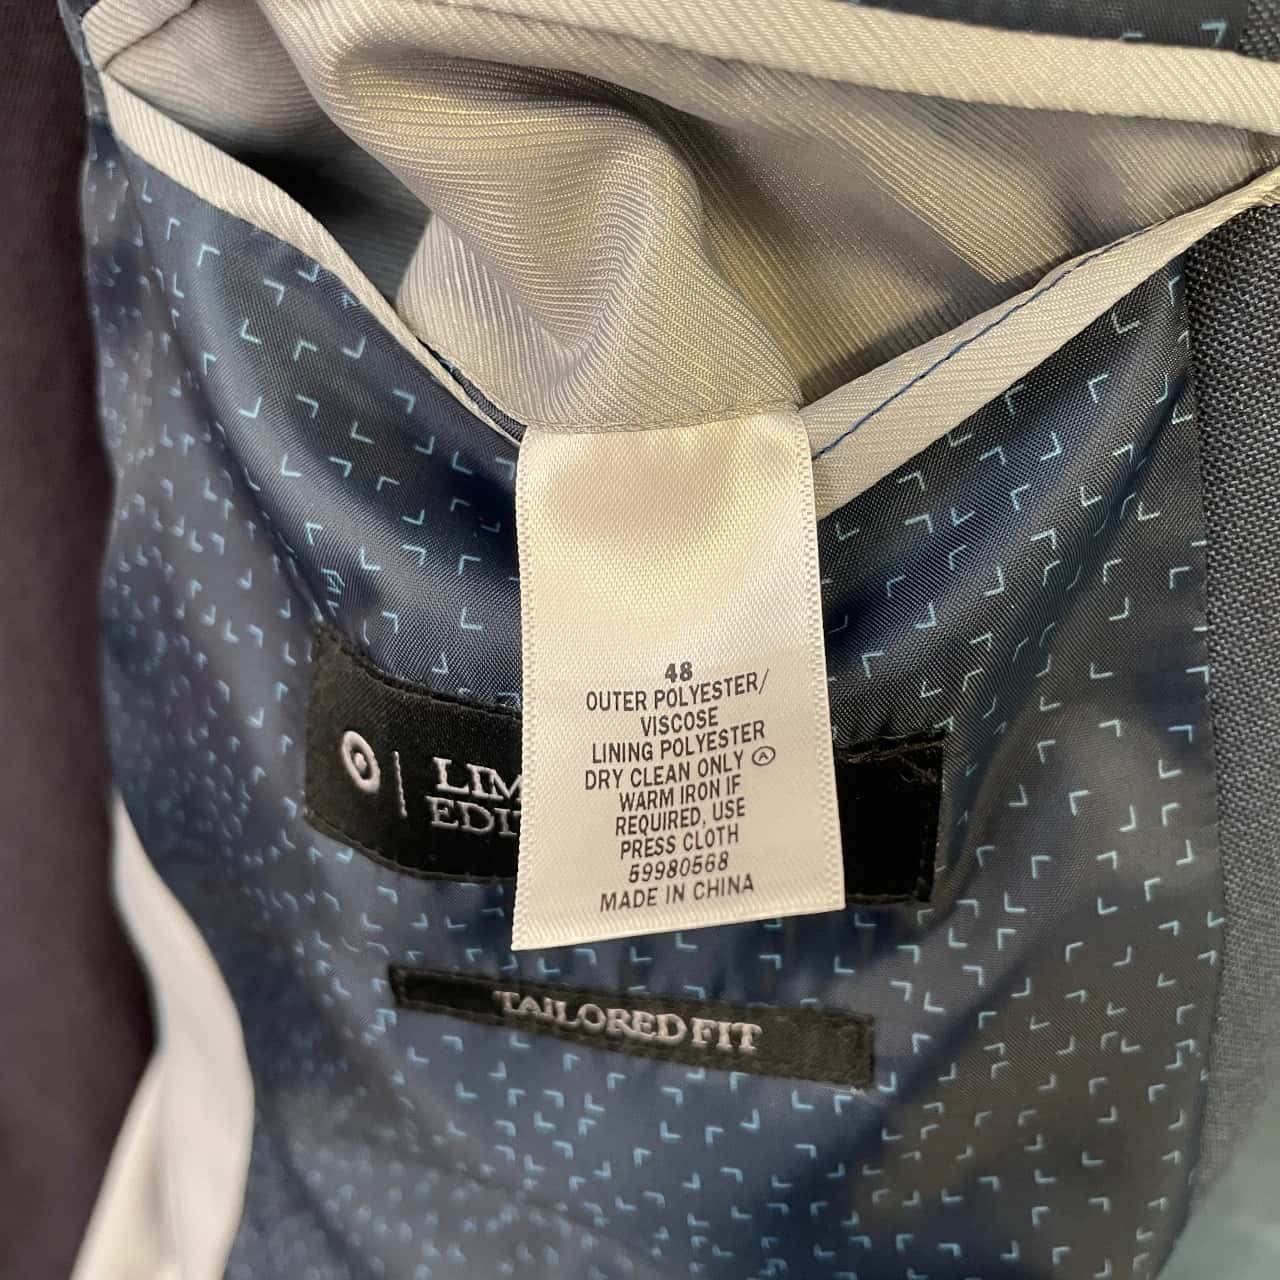 48
OUTER POLYESTER/
VISCOSE
LINING POLYESTER
DRY CLEAN ONLY Ⓐ
WARM IRON IF
REQUIRED, USE
PRESS CLOTH
59980568
MADE IN CHINA
TAILORED FIT